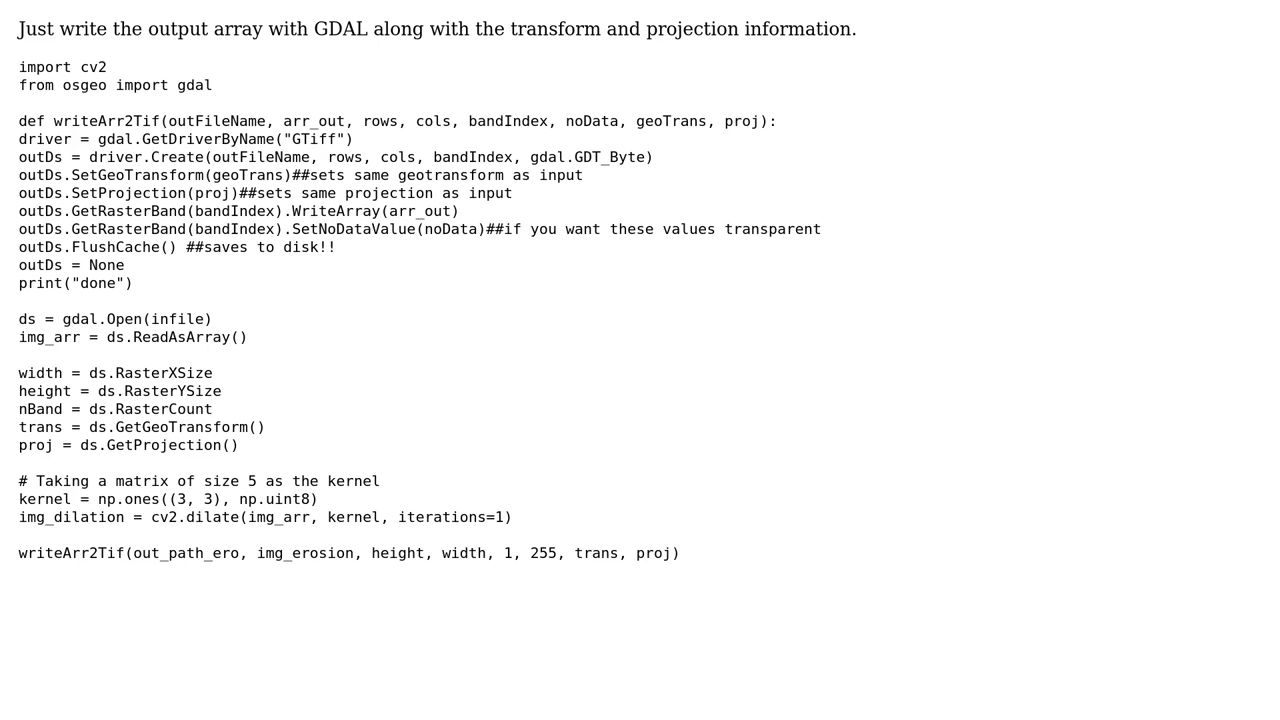 Just write the output array with GDAL along with the transform and projection information.
import cv2
from osgeo import gdal
def writeArr2Tif(outFileName, arr_out, rows, cols, bandIndex, noData, geoTrans, proj):
driver = gdal.GetDriverByName("GTiff")
outDs = driver.Create(outFileName, rows, cols, bandIndex, gdal.GDT_Byte)
outDs.SetGeoTransform(geoTrans)##sets same geotransform as input
outDs.SetProjection(proj)##sets same projection as input
outDs.GetRasterBand(bandIndex).WriteArray(arr_out)
outDs.GetRasterBand(bandIndex).SetNoDataValue(noData)##if you want these values transparent
outDs.FlushCache() ##saves to disk!!
outDs = None
print("done")
ds = gdal.Open(infile)
img_arr = ds.ReadAsArray()
width = ds.RasterXSize
height = ds.RasterYSize
nBand = ds.RasterCount
trans = ds.GetGeoTransform()
proj = ds.GetProjection()
# Taking a matrix of size 5 as the kernel
kernel = np.ones((3, 3), np.uint8)
img_dilation = cv2.dilate(img_arr, kernel, iterations=1)
writeArr2Tif(out_path_ero, img_erosion, height, width, 1, 255, trans, proj)